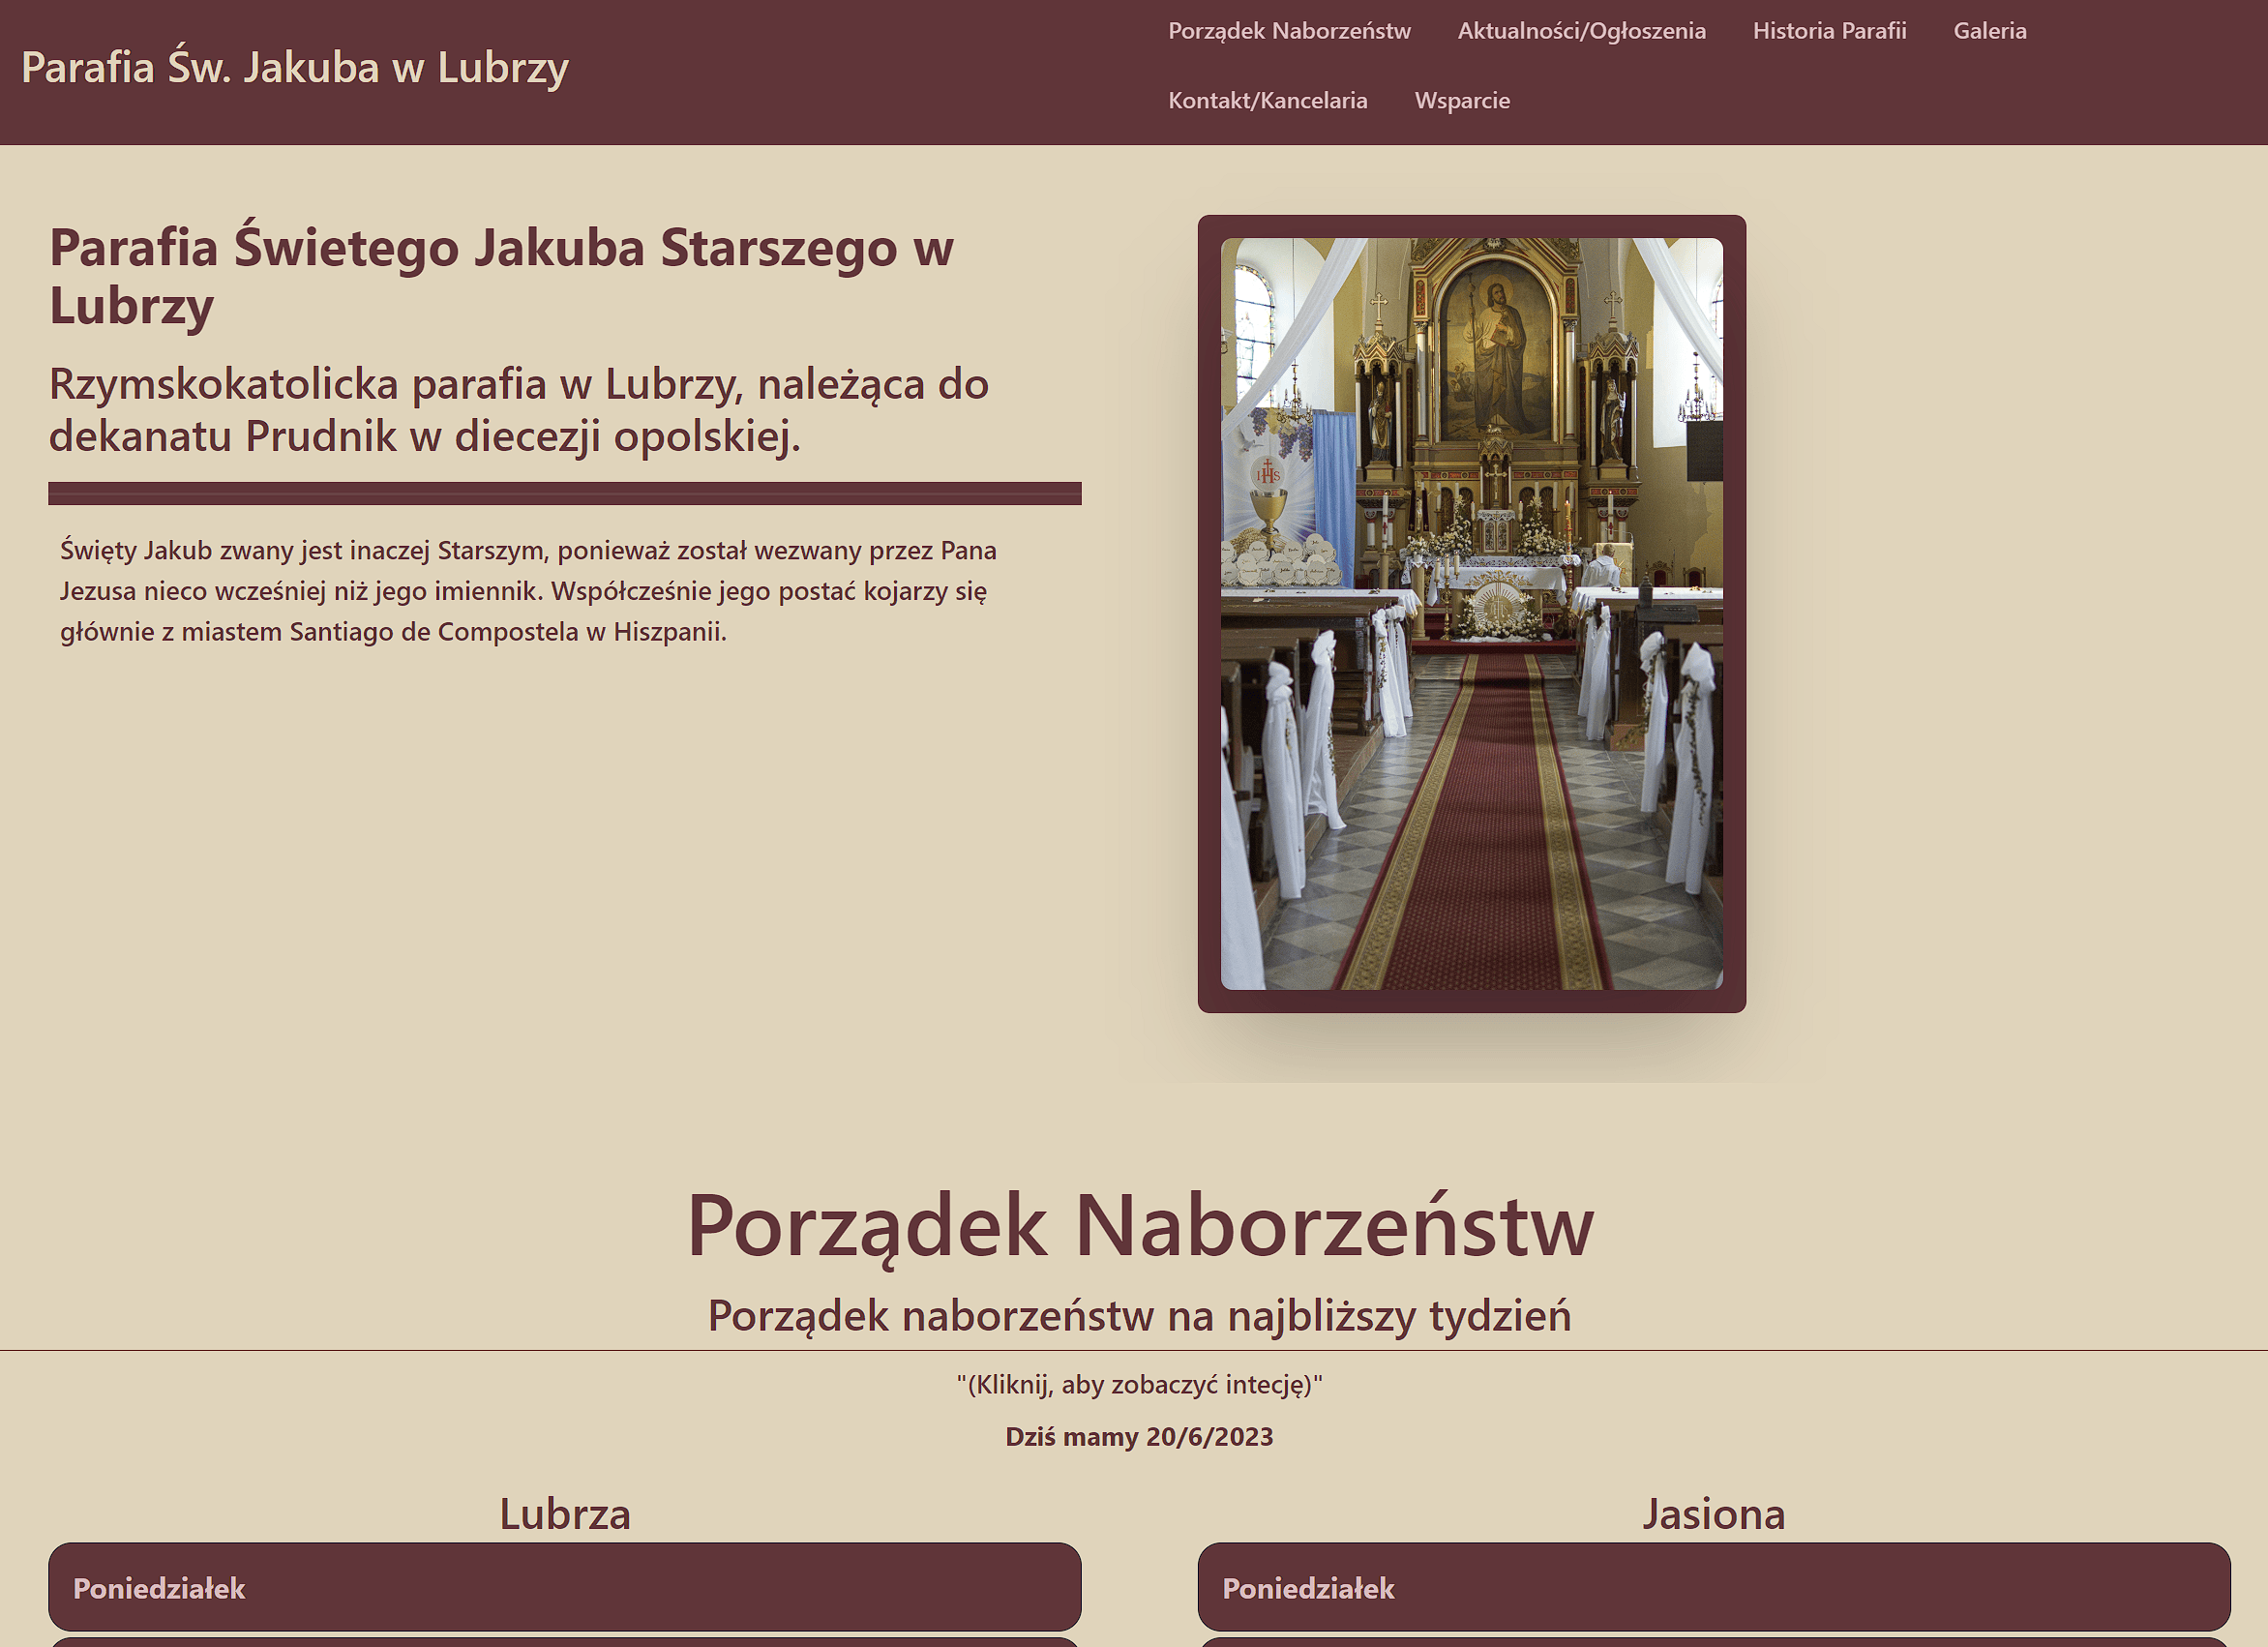 Parafia Św. Jakuba w Lubrzy
Porządek Naborzeństw Aktualności/Ogłoszenia Historia Parafii Galeria
Kontakt/Kancelaria Wsparcie
Parafia Świetego Jakuba Starszego w
Lubrzy
Rzymskokatolicka parafia w Lubrzy, należąca do
dekanatu Prudnik w diecezji opolskiej.
Święty Jakub zwany jest inaczej Starszym, ponieważ został wezwany przez Pana
Jezusa nieco wcześniej niż jego imiennik. Współcześnie jego postać kojarzy się
głównie z miastem Santiago de Compostela w Hiszpanii.
IHS
Porządek Naborzeństw
Porządek naborzeństw na najbliższy tydzień
"(Kliknij, aby zobaczyć intecję)"
Dziś mamy 20/6/2023
Lubrza
Poniedziałek
Jasiona
Poniedziałek